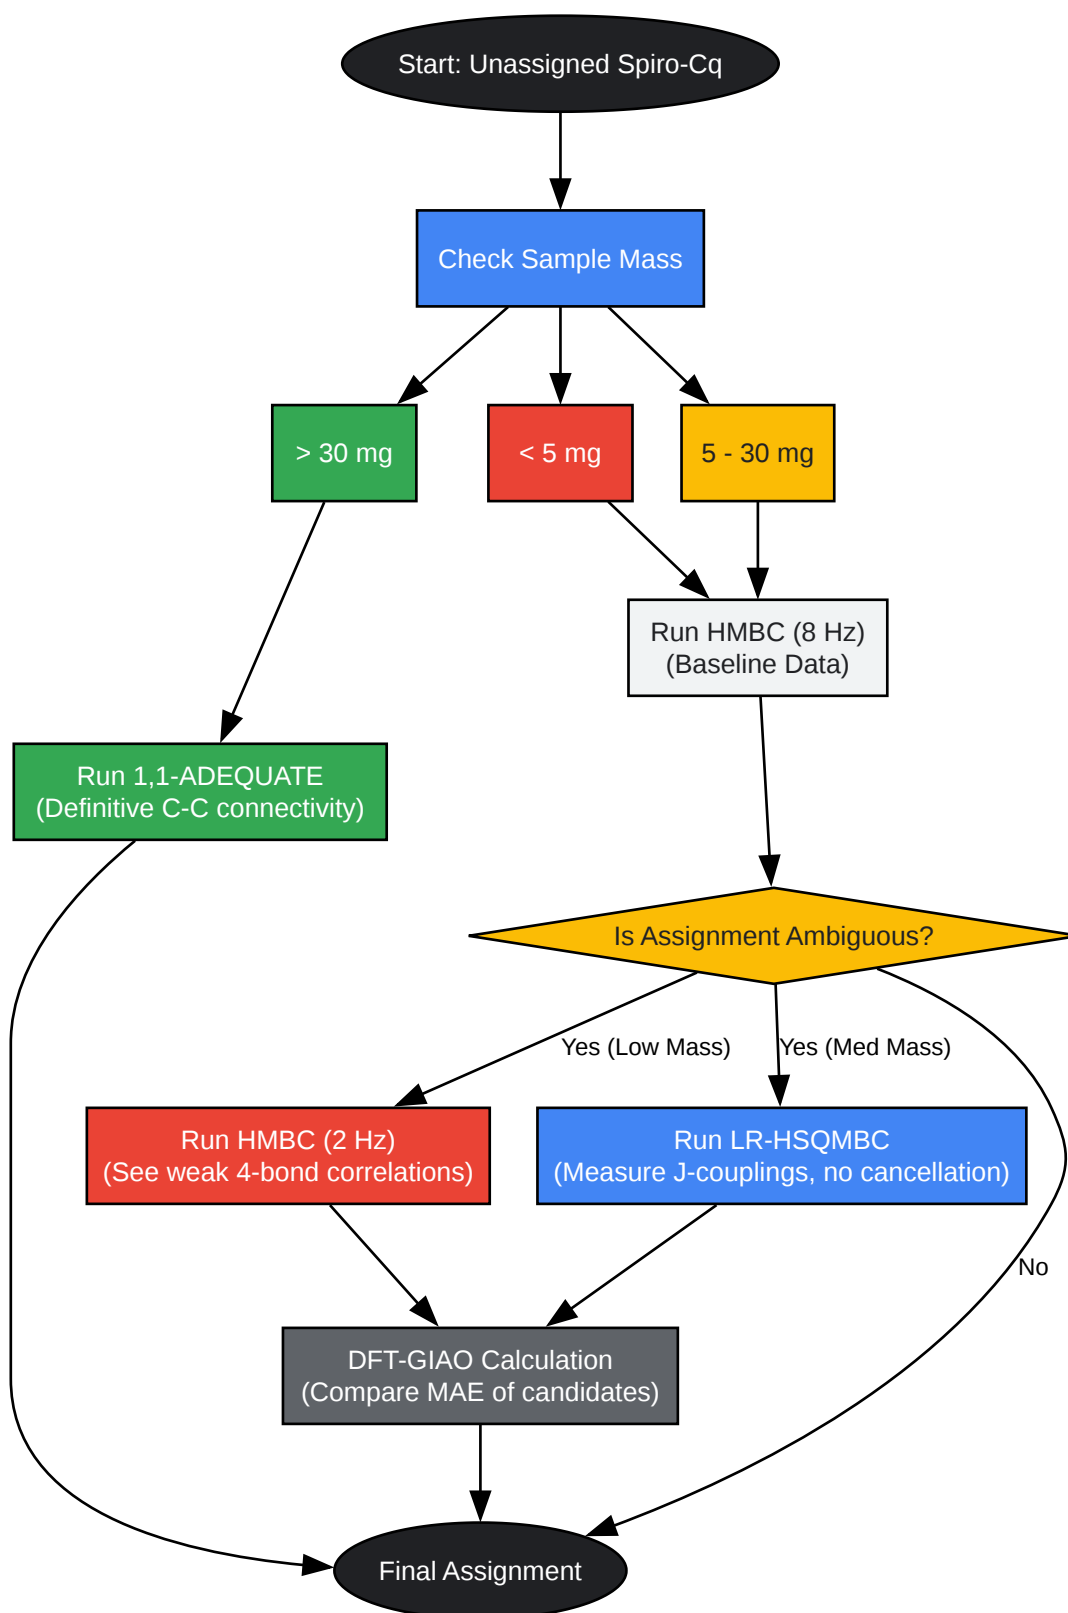 Start: Unassigned Spiro-Cq
Check Sample Mass
> 30 mg
< 5 mg
5 - 30 mg
Run HMBC (8 Hz)
(Baseline Data)
Run 1,1-ADEQUATE
(Definitive C-C connectivity)
Is Assignment Ambiguous?
Yes (Low Mass)
Yes (Med Mass)
Run HMBC (2 Hz)
(See weak 4-bond correlations)
Run LR-HSQMBC
(Measure J-couplings, no cancellation)
No
DFT-GIAO Calculation
(Compare MAE of candidates)
Final Assignment